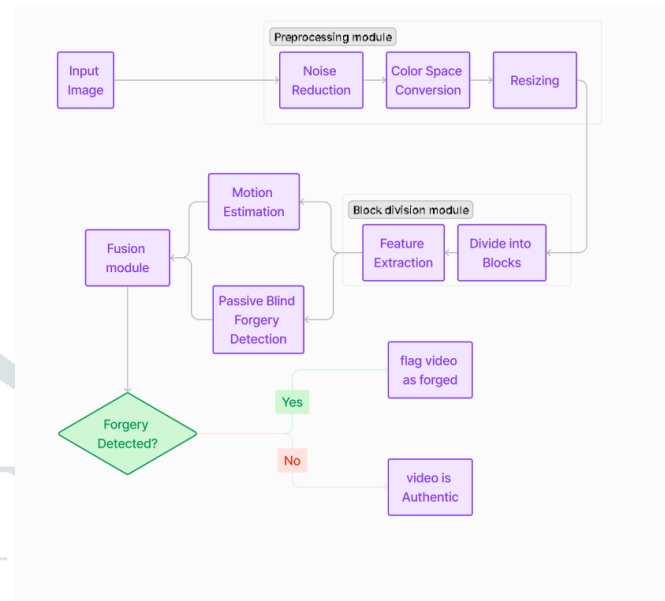 Preprocessing module
Input
Image
Noise
Reduction
Color Space
Conversion
Resizing
Block division module
Divide into
Blocks
Feature
Extraction
Motion
Estimation
Passive Blind
Forgery
Detection
Fusion
module
Forgery
Detected?
Yes
flag video
as forged
No
video is
Authentic